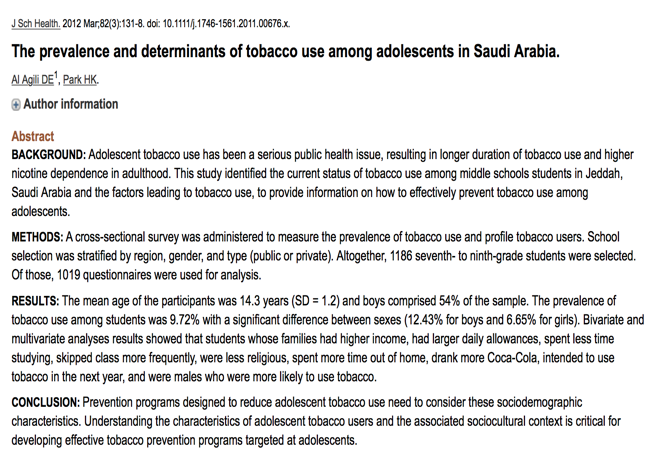 J Sch Health. 2012 Mar;82(3):131-8. doi: 10.1111/j.1746-1561.2011.00676.x.
The prevalence and determinants of tobacco use among adolescents in Saudi Arabia.
Al Agili DE1, Park HK.
Author information
Abstract
BACKGROUND: Adolescent tobacco use has been a serious public health issue, resulting in longer duration of tobacco use and higher
nicotine dependence in adulthood. This study identified the current status of tobacco use among middle schools students in Jeddah,
Saudi Arabia and the factors leading to tobacco use, to provide information on how to effectively prevent tobacco use among
adolescents.
METHODS: A cross-sectional survey was administered to measure the prevalence of tobacco use and profile tobacco users. School
selection was stratified by region, gender, and type (public or private). Altogether, 1186 seventh- to ninth-grade students were selected.
Of those, 1019 questionnaires were used for analysis.
RESULTS: The mean age of the participants was 14.3 years (SD = 1.2) and boys comprised 54% of the sample. The prevalence of
tobacco use among students was 9.72% with a significant difference between sexes (12.43% for boys and 6.65% for girls). Bivariate and
multivariate analyses results showed that students whose families had higher income, had larger daily allowances, spent less time
studying, skipped class more frequently, were less religious, spent more time out of home, drank more Coca-Cola, intended to use
tobacco in the next year, and were males who were more likely to use tobacco.
CONCLUSION: Prevention programs designed to reduce adolescent tobacco use need to consider these sociodemographic
characteristics. Understanding the characteristics of adolescent tobacco users and the associated sociocultural context is critical for
developing effective tobacco prevention programs targeted at adolescents.